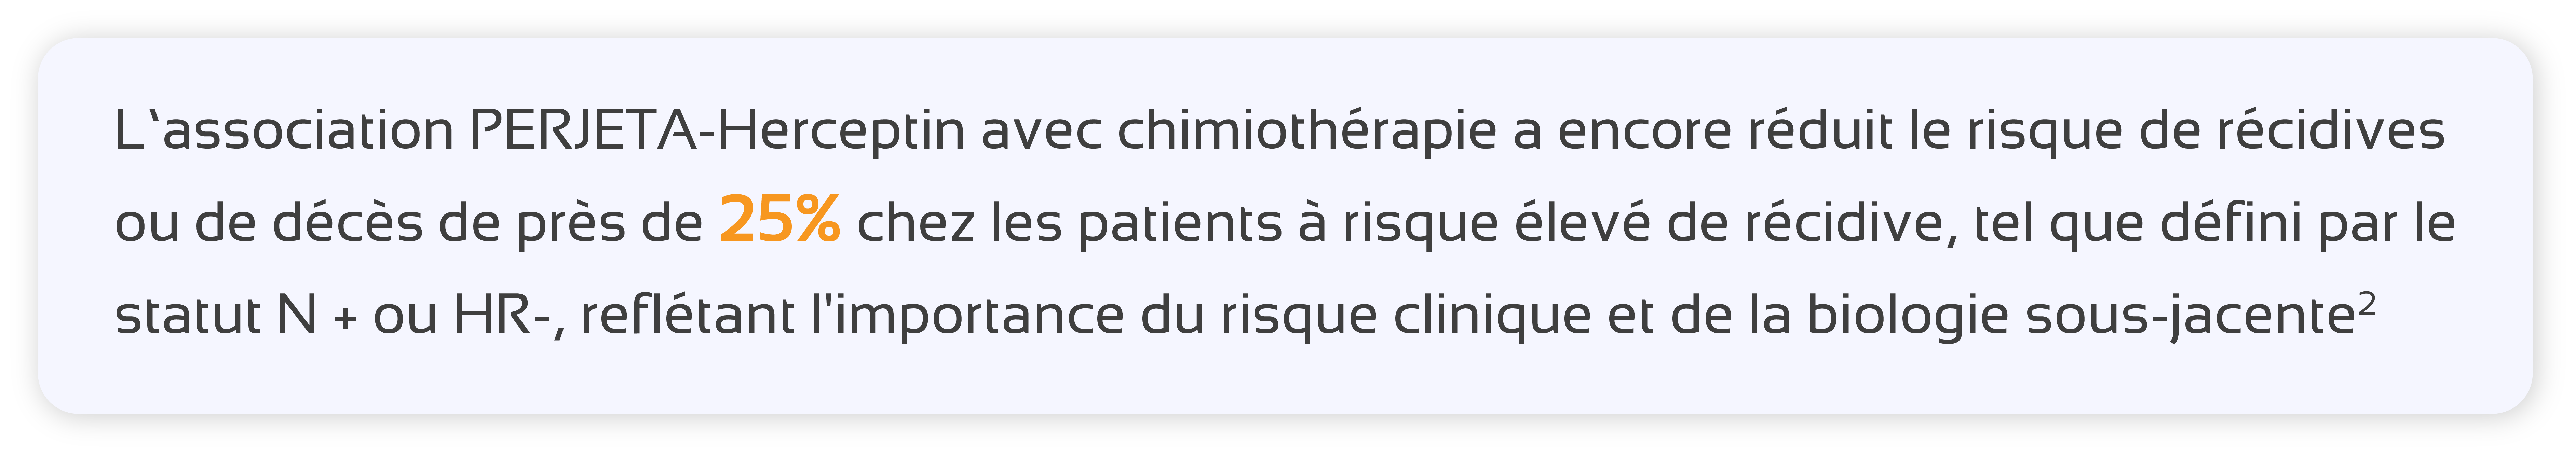 L‘association PERJETA-Herceptin avec chimiothérapie a encore réduit le risque de récidives
ou de décès de près de 25% chez les patients à risque élevé de récidive, tel que défini par le
statut N + ou HR-, reflétant l'importance du risque clinique et de la biologie sous-jacente²